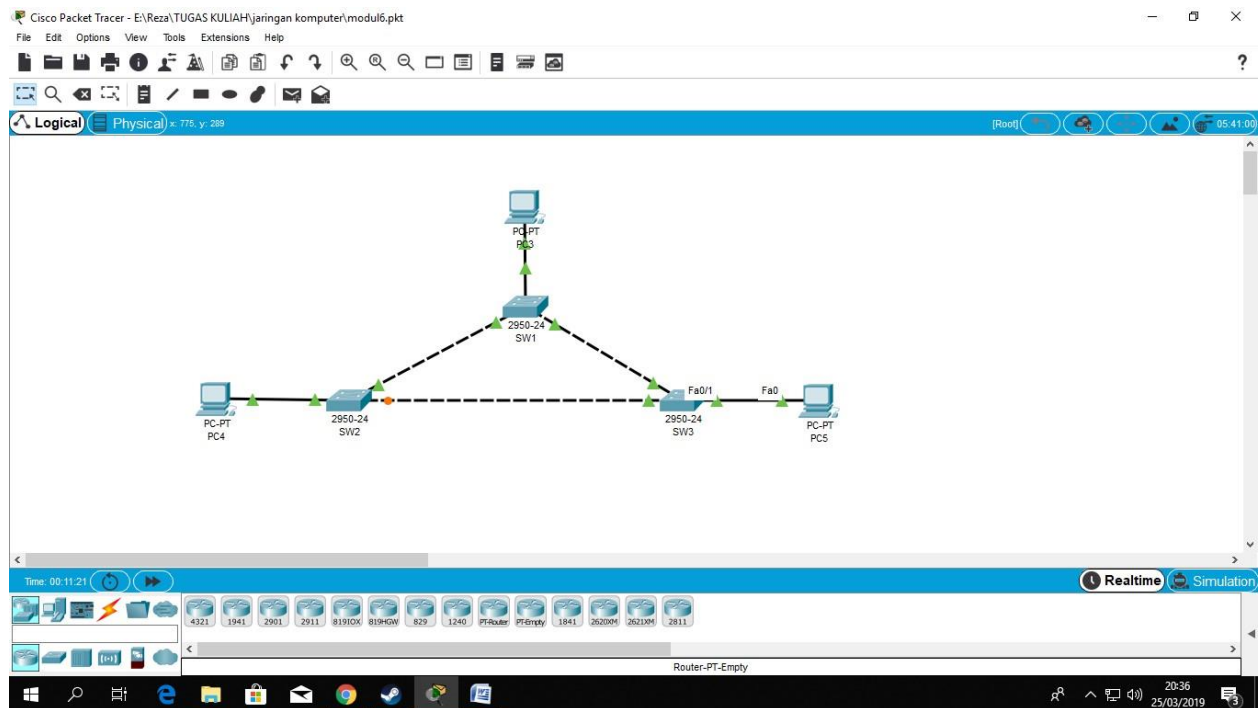 Cisco Packet Tracer - E:\Reza\TUGAS KULIAH\jaringan komputer\modul6.pkt
File Edit Options View Tools Extensions Help
Logical Physical x: 775, y: 289 [Root] 05:41:00
PC-PT
PC3
2950-24
SW1
Fa0/1 Fa0
PC-PT
PC4
2950-24
SW2
2950-24
SW3
PC-PT
PC5
Time: 00:11:21 Realtime Simulation
4321 1941 2901 2911 819IOX 819HGW 829 1240 PT-Router PT-Empty 1841 2620XM 2621XM 2811
Router-PT-Empty
20:36
25/03/2019
3